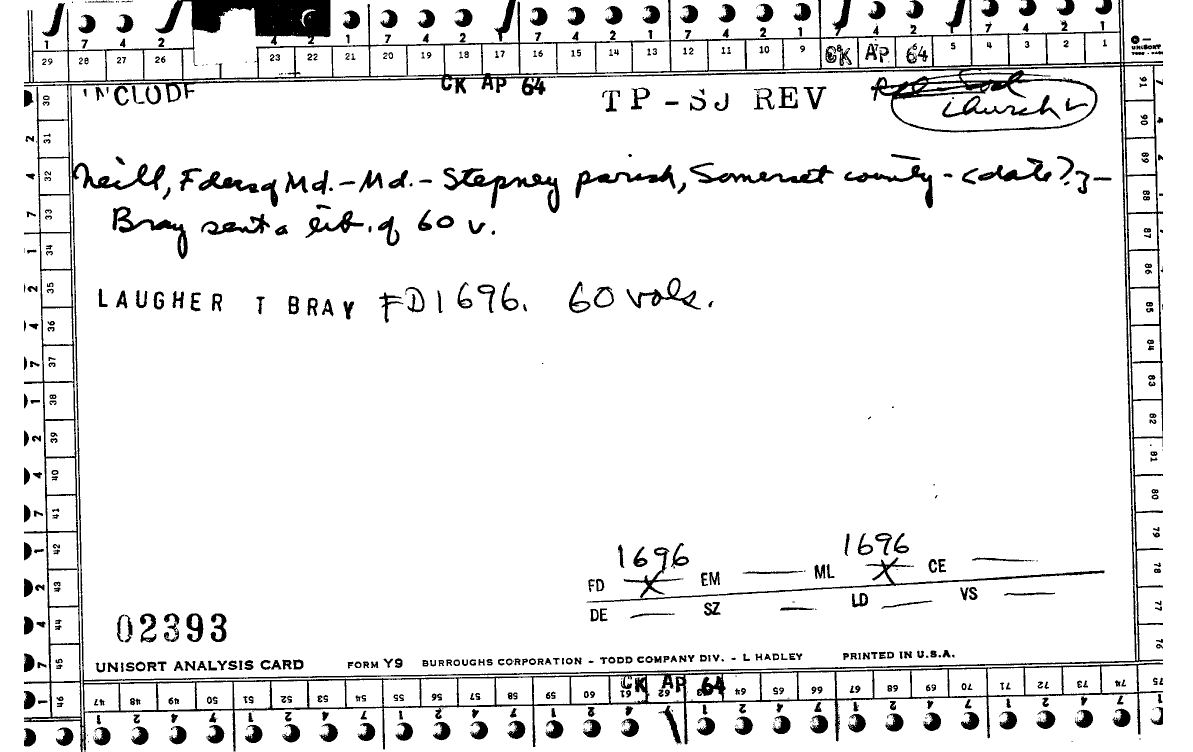 1 7 4 2 4 2 1 7 4 2 1 7 4 2 1 7 4 2 1 7 4 2 1 7 4 2 1
29 28 27 26 23 22 21 20 19 18 17 16 15 14 13 12 11 10 9 CK AP 64 5 4 3 2 1
UNISORT
INCLUDE CK AP 64 TP-SJ REV
church
Neill, F dersq Md.-Md.- Stepney parish, Somerset county - <date?>-
Bray sent a lib. of 60 v.
LAUGHER T BRAY FD1696. 60 vols.
1696 1696
FD X EM ML X CE
DE SZ LD VS
02393
UNISORT ANALYSIS CARD FORM Y9 BURROUGHS CORPORATION - TODD COMPANY DIV. - L HADLEY PRINTED IN U.S.A.
30 31 32 33 34 35 36 37 38 39 40 41 42 43 44 45 46
91 90 89 88 87 86 85 84 83 82 81 80 79 78 77 76 75
CK AP 64
47 48 49 50 51 52 53 54 55 56 57 58 59 60 61 62 64 65 66 67 68 69 70 71 72 73 74